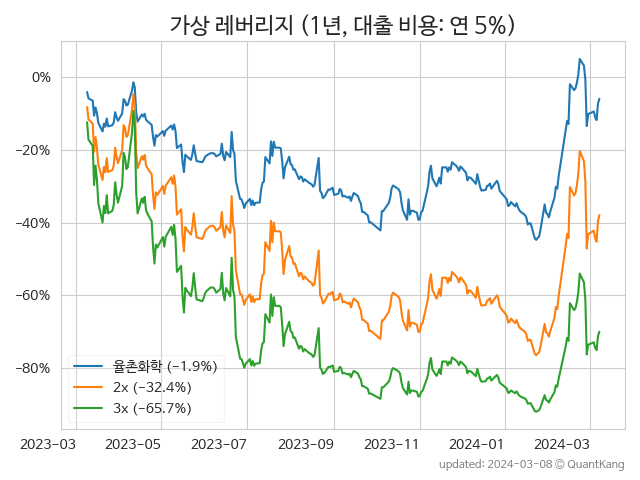 가상 레버리지 (1년, 대출 비용: 연 5%)
0%
−20%
−40%
−60%
−80%
율촌화학 (−1.9%)
2x (−32.4%)
3x (−65.7%)
2023−03 2023−05 2023−07 2023−09 2023−11 2024−01 2024−03
updated: 2024−03−08 © QuantKang